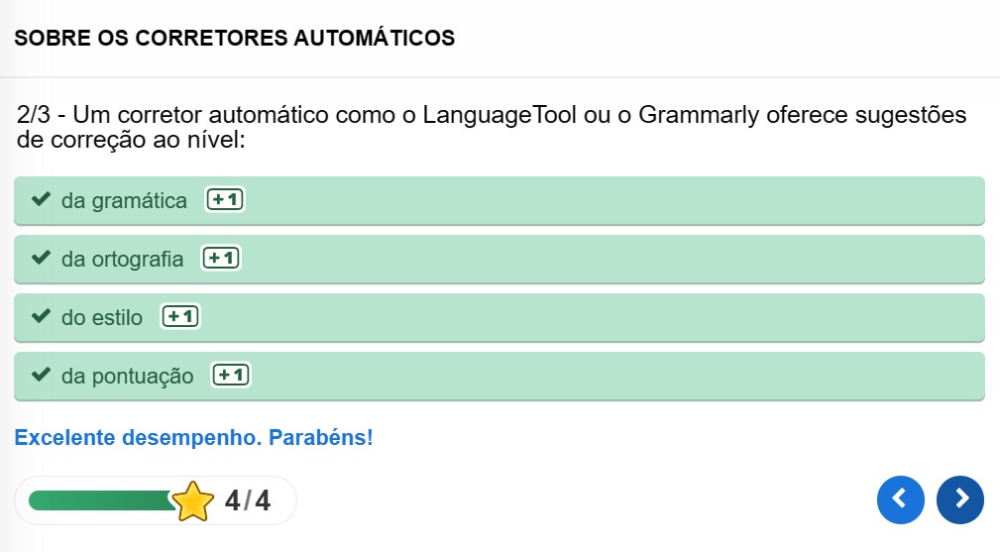 SOBRE OS CORRETORES AUTOMÁTICOS
2/3 - Um corretor automático como o LanguageTool ou o Grammarly oferece sugestões
de correção ao nível:
da gramática +1
da ortografia +1
do estilo +1
da pontuação +1
Excelente desempenho. Parabéns!
4/4